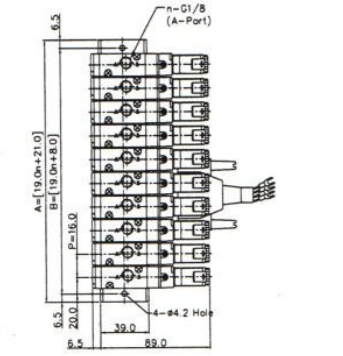 6.5
n-G1/8
(A-Port)
A=[19.0n+21.0]
B=[19.0n+8.0]
P=16.0
6.5
20.0
4-ø4.2 Hole
39.0
6.5
89.0